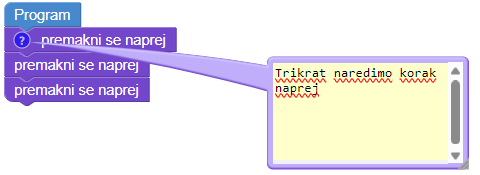 Program
? premakni se naprej
premakni se naprej
premakni se naprej
Trikrat naredimo korak
naprej